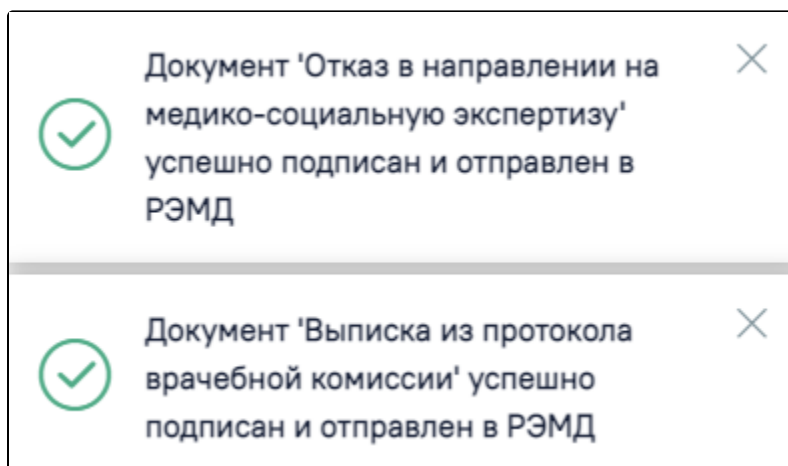 Документ 'Отказ в направлении на
медико-социальную экспертизу'
успешно подписан и отправлен в
РЭМД
Документ 'Выписка из протокола
врачебной комиссии' успешно
подписан и отправлен в РЭМД